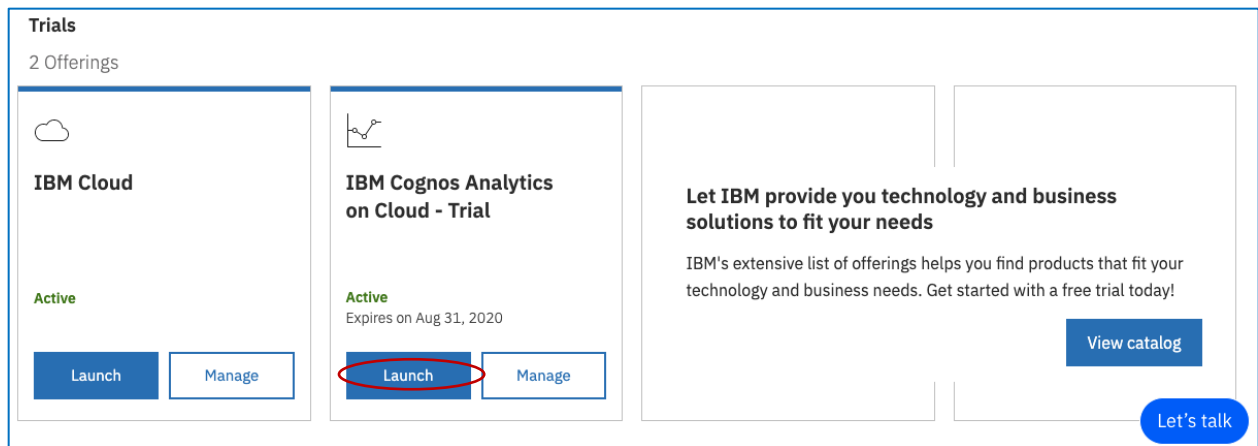 Trials
2 Offerings
IBM Cloud
Active
Launch
Manage
IBM Cognos Analytics
on Cloud - Trial
Active
Expires on Aug 31, 2020
Launch
Manage
Let IBM provide you technology and business
solutions to fit your needs
IBM's extensive list of offerings helps you find products that fit your
technology and business needs. Get started with a free trial today!
View catalog
Let's talk